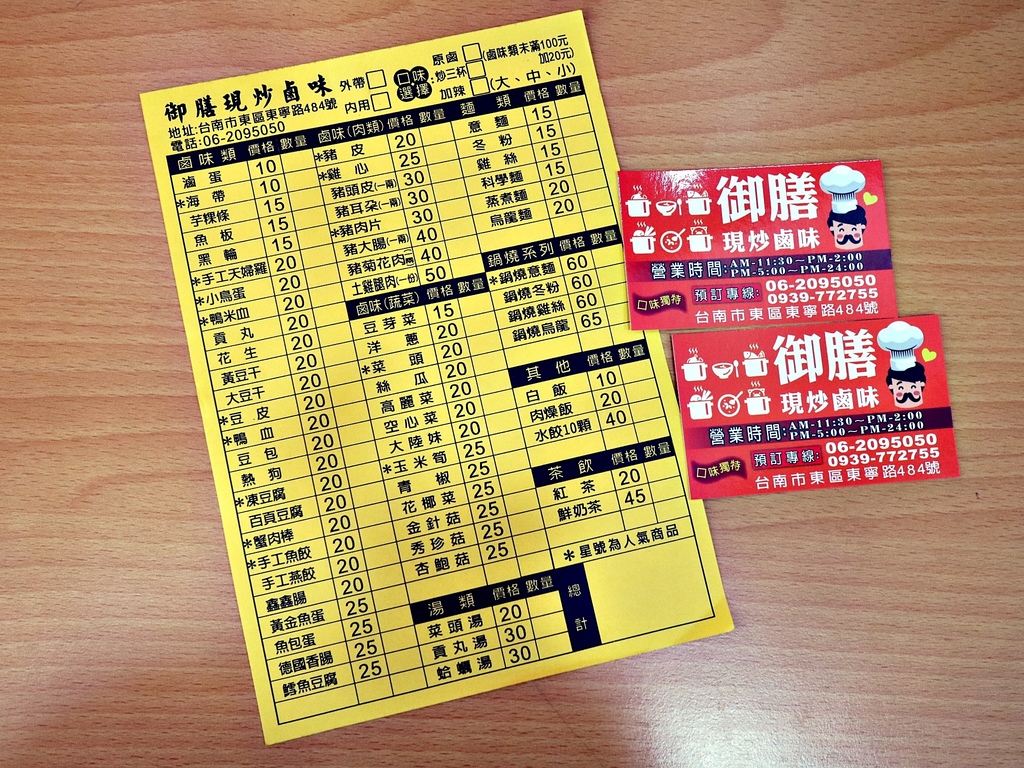 御膳現炒鹵味
地址:台南市東區東寧路484號
電話:06-2095050
外帶
內用
口味選擇:
原鹵(鹵味類未滿100元加20元)
炒三杯
加辣(大、中、小)
鹵味類 價格 數量
滷蛋 10
*海帶 10
芋粿條 15
魚板 15
黑輪 15
*手工天婦羅 20
*小鳥蛋 20
*鴨米血 20
貢丸 20
花生 20
黃豆干 20
大豆干 20
*豆皮 20
*鴨血 20
豆包 20
熱狗 20
*凍豆腐 20
百頁豆腐 20
*蟹肉棒 20
*手工魚餃 20
手工燕餃 20
鑫鑫腸 20
黃金魚蛋 25
魚包蛋 25
德國香腸 25
鱈魚豆腐 25
鹵味(肉類) 價格 數量
*豬皮 20
*雞心 25
豬頭皮(一兩) 30
豬耳朵(一兩) 30
*豬肉片 30
豬大腸(一兩) 40
豬菊花肉(一兩) 40
土雞腿肉(一份) 50
鹵味(蔬菜) 價格 數量
豆芽菜 15
洋蔥 20
*菜頭 20
絲瓜 20
高麗菜 20
空心菜 20
大陸妹 20
*玉米筍 25
青椒 25
花椰菜 25
金針菇 25
秀珍菇 25
杏鮑菇 25
湯類 價格 數量
菜頭湯 20
貢丸湯 30
蛤蠣湯 30
麵類 價格 數量
意麵 15
冬粉 15
雞絲 15
科學麵 15
蒸煮麵 20
烏龍麵 20
鍋燒系列 價格 數量
*鍋燒意麵 60
鍋燒冬粉 60
鍋燒雞絲 60
鍋燒烏龍 65
其他 價格 數量
白飯 10
肉燥飯 20
水餃10顆 40
茶飲 價格 數量
紅茶 20
鮮奶茶 45
*星號為人氣商品
總計
御膳
現炒鹵味
營業時間:AM-11:30~PM-2:00
PM-5:00~PM-24:00
口味獨特
預訂專線:06-2095050
0939-772755
台南市東區東寧路484號
御膳
現炒鹵味
營業時間:AM-11:30~PM-2:00
PM-5:00~PM-24:00
口味獨特
預訂專線:06-2095050
0939-772755
台南市東區東寧路484號